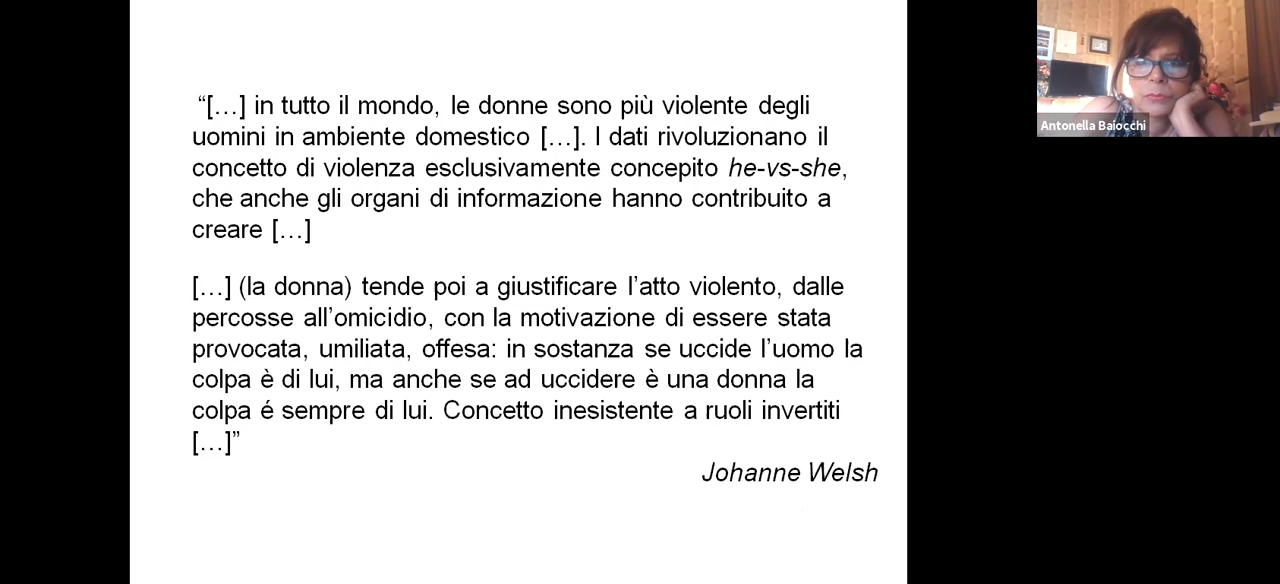 “[…] in tutto il mondo, le donne sono più violente degli
uomini in ambiente domestico […]. I dati rivoluzionano il
concetto di violenza esclusivamente concepito he-vs-she,
che anche gli organi di informazione hanno contribuito a
creare […]
[…] (la donna) tende poi a giustificare l’atto violento, dalle
percosse all’omicidio, con la motivazione di essere stata
provocata, umiliata, offesa: in sostanza se uccide l’uomo la
colpa è di lui, ma anche se ad uccidere è una donna la
colpa é sempre di lui. Concetto inesistente a ruoli invertiti
[…]”
Johanne Welsh
Antonella Baiocchi